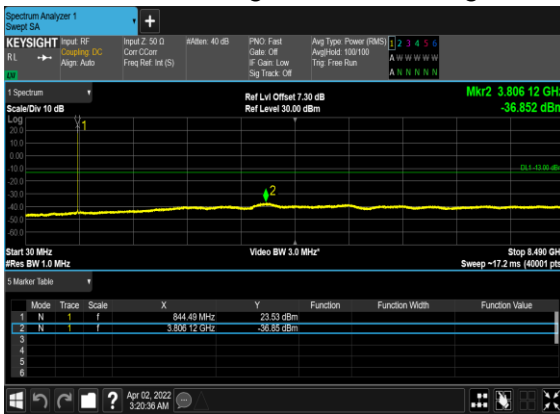 Spectrum Analyzer 1
Swept SA
KEYSIGHT
RL
LV
Input: RF
Coupling: DC
Align: Auto
Input Z: 50 Ω
Corr CCorr
Freq Ref: Int (S)
#Atten: 40 dB
PNO: Fast
Gate: Off
IF Gain: Low
Sig Track: Off
Avg Type: Power (RMS)
Avg|Hold: 100/100
Trig: Free Run
1 2 3 4 5 6
A W W W W W
A N N N N N
1 Spectrum
Scale/Div 10 dB
Ref Lvl Offset 7.30 dB
Ref Level 30.00 dBm
Mkr2 3.806 12 GHz
-36.852 dBm
Log
20.0
10.0
0.00
-10.0
-20.0
-30.0
-40.0
-50.0
-60.0
1
2
DL1 -13.00 dBm
Start 30 MHz
#Res BW 1.0 MHz
Video BW 3.0 MHz*
Stop 8.490 GHz
Sweep ~17.2 ms (40001 pts)
5 Marker Table
Mode Trace Scale X Y Function Function Width Function Value
1 N 1 f 844.49 MHz 23.53 dBm
2 N 1 f 3.806 12 GHz -36.85 dBm
3
4
5
6
?
Apr 02, 2022
3:20:36 AM